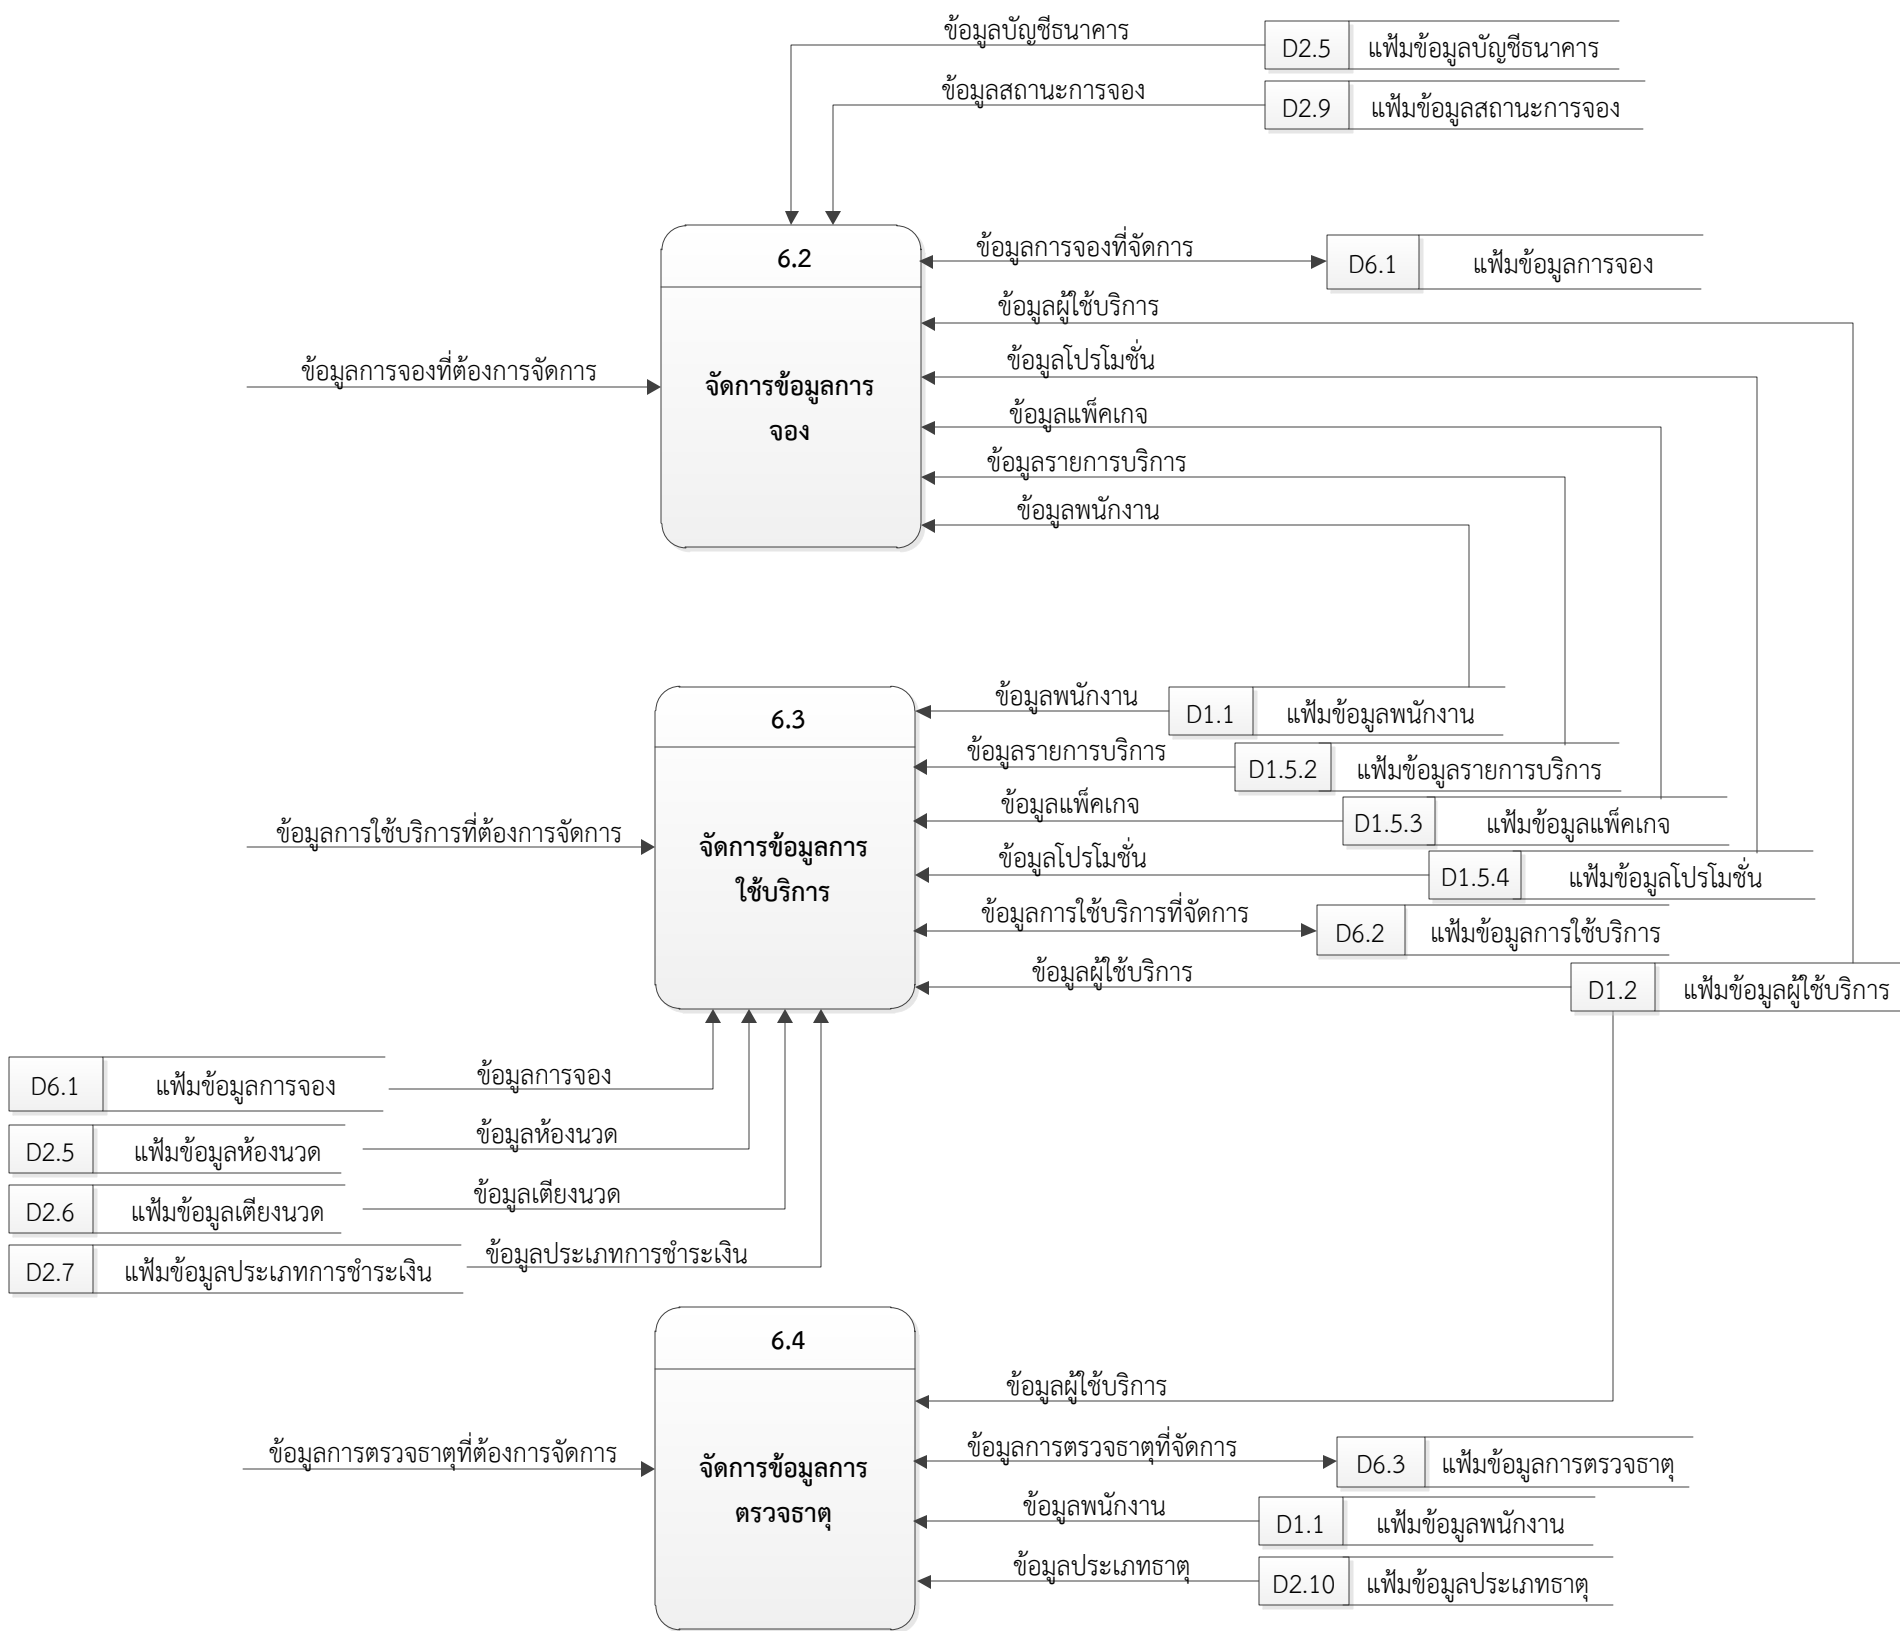 ข้อมูลบัญชีธนาคาร
D2.5 แฟ้มข้อมูลบัญชีธนาคาร
ข้อมูลสถานะการจอง
D2.9 แฟ้มข้อมูลสถานะการจอง
6.2
จัดการข้อมูลการ
จอง
ข้อมูลการจองที่ต้องการจัดการ
ข้อมูลการจองที่จัดการ
D6.1 แฟ้มข้อมูลการจอง
ข้อมูลผู้ใช้บริการ
ข้อมูลโปรโมชั่น
ข้อมูลแพ็คเกจ
ข้อมูลรายการบริการ
ข้อมูลพนักงาน
6.3
จัดการข้อมูลการ
ใช้บริการ
ข้อมูลการใช้บริการที่ต้องการจัดการ
ข้อมูลพนักงาน
D1.1 แฟ้มข้อมูลพนักงาน
ข้อมูลรายการบริการ
D1.5.2 แฟ้มข้อมูลรายการบริการ
ข้อมูลแพ็คเกจ
D1.5.3 แฟ้มข้อมูลแพ็คเกจ
ข้อมูลโปรโมชั่น
D1.5.4 แฟ้มข้อมูลโปรโมชั่น
ข้อมูลการใช้บริการที่จัดการ
D6.2 แฟ้มข้อมูลการใช้บริการ
ข้อมูลผู้ใช้บริการ
D1.2 แฟ้มข้อมูลผู้ใช้บริการ
D6.1 แฟ้มข้อมูลการจอง
ข้อมูลการจอง
D2.5 แฟ้มข้อมูลห้องนวด
ข้อมูลห้องนวด
D2.6 แฟ้มข้อมูลเตียงนวด
ข้อมูลเตียงนวด
D2.7 แฟ้มข้อมูลประเภทการชำระเงิน
ข้อมูลประเภทการชำระเงิน
6.4
จัดการข้อมูลการ
ตรวจธาตุ
ข้อมูลการตรวจธาตุที่ต้องการจัดการ
ข้อมูลผู้ใช้บริการ
ข้อมูลการตรวจธาตุที่จัดการ
D6.3 แฟ้มข้อมูลการตรวจธาตุ
ข้อมูลพนักงาน
D1.1 แฟ้มข้อมูลพนักงาน
ข้อมูลประเภทธาตุ
D2.10 แฟ้มข้อมูลประเภทธาตุ